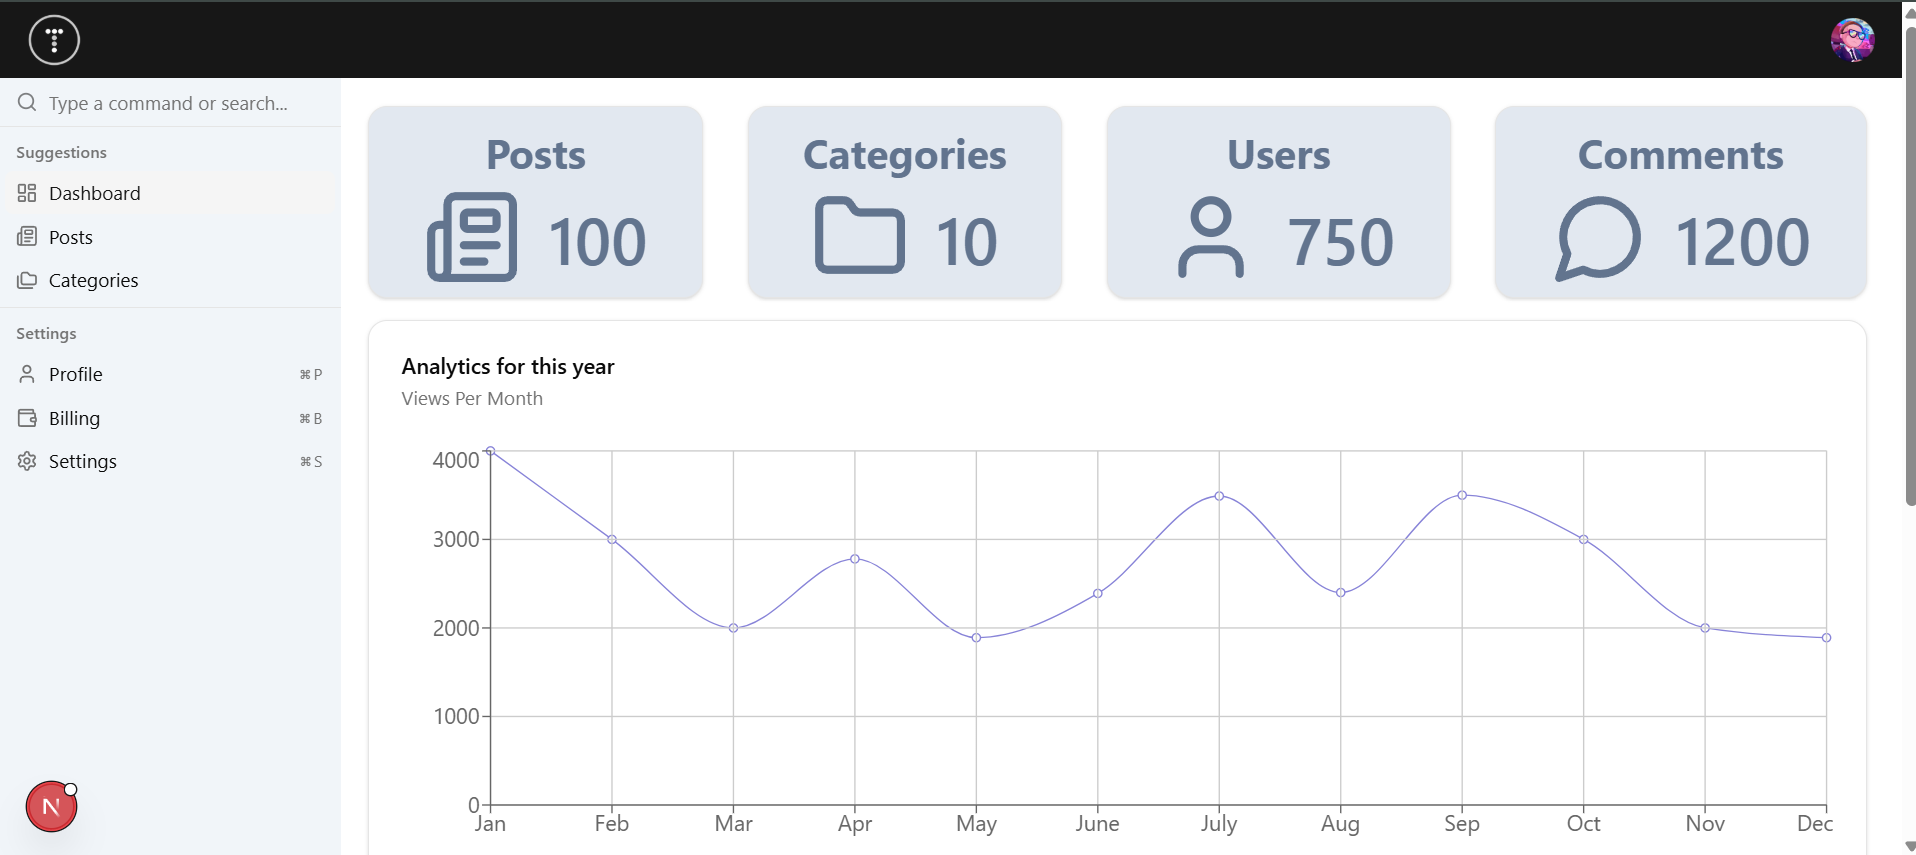 T
Type a command or search...
Suggestions
Dashboard
Posts
Categories
Settings
Profile ⌘P
Billing ⌘B
Settings ⌘S
N
Posts
100
Categories
10
Users
750
Comments
1200
Analytics for this year
Views Per Month
4000
3000
2000
1000
0
Jan Feb Mar Apr May June July Aug Sep Oct Nov Dec